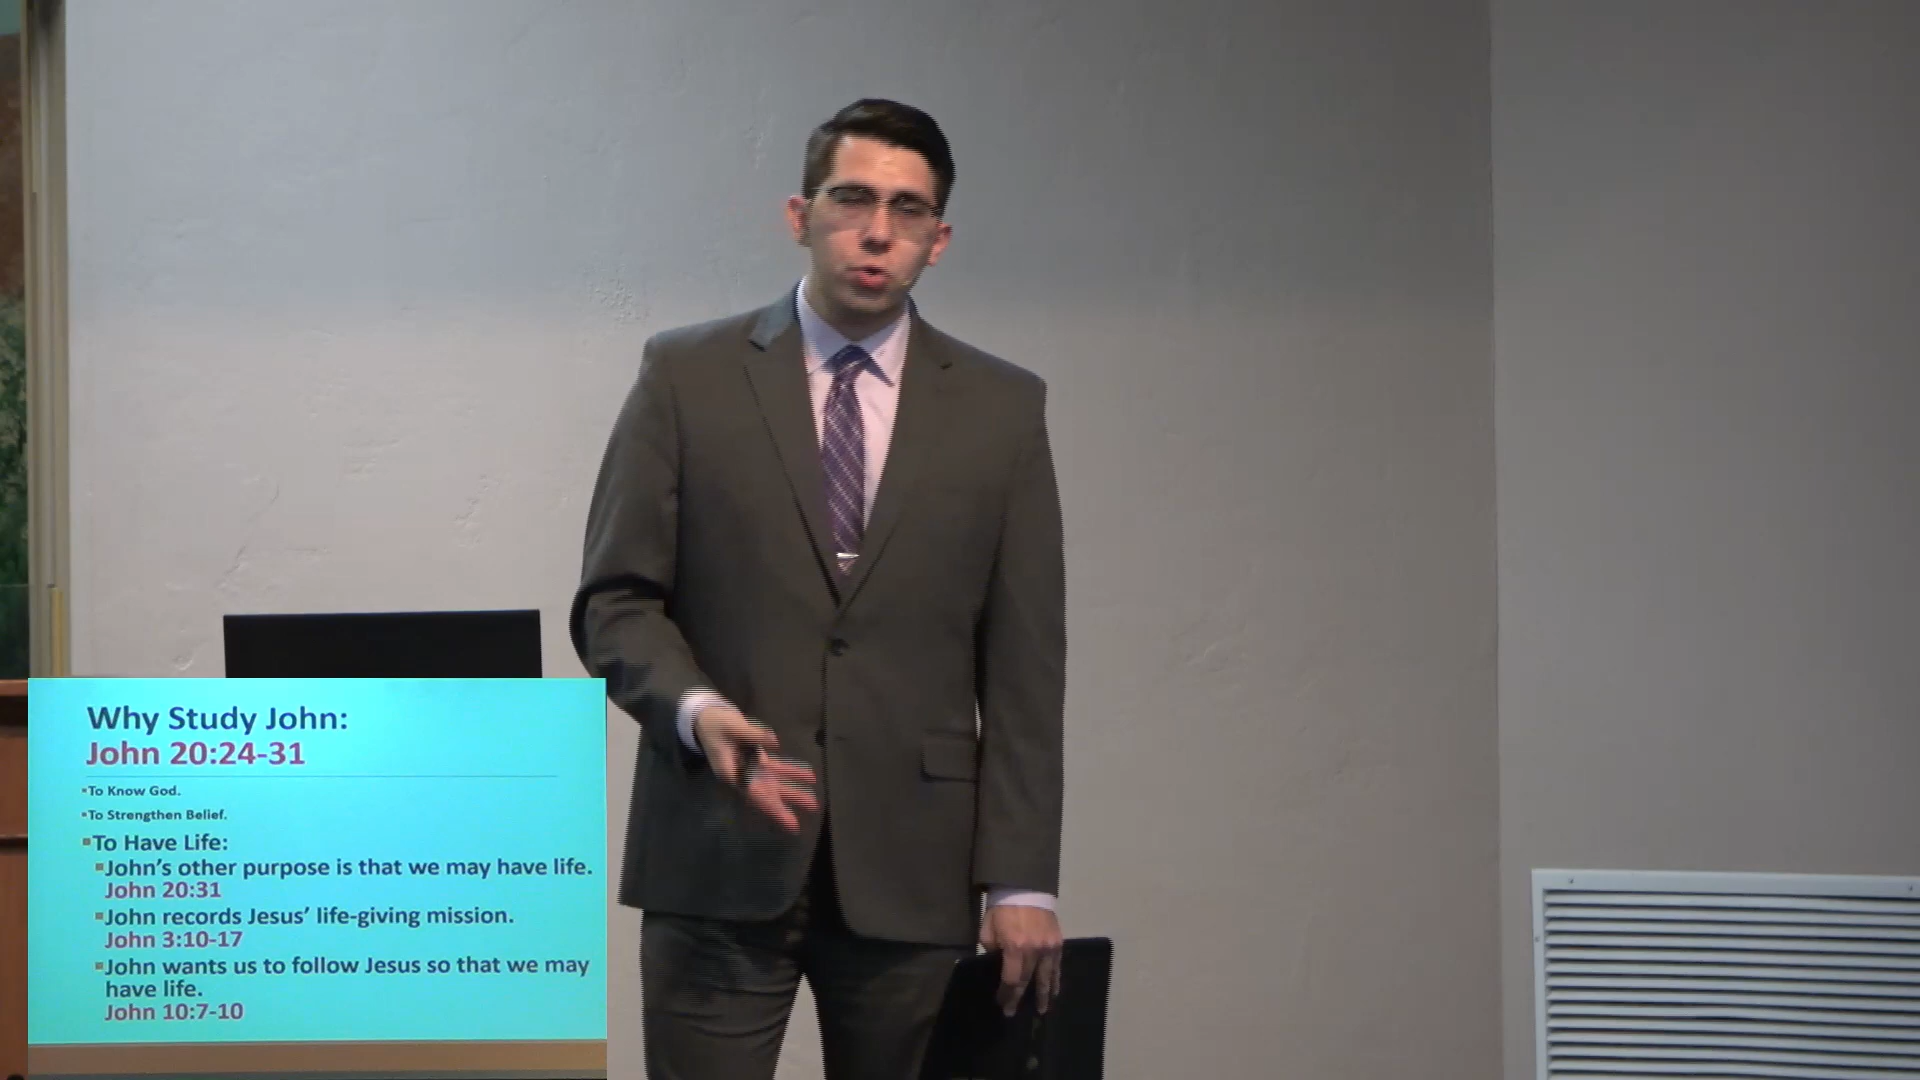 Why Study John:
John 20:24-31
▪To Know God.
▪To Strengthen Belief.
▪To Have Life:
▪John's other purpose is that we may have life.
John 20:31
▪John records Jesus' life-giving mission.
John 3:10-17
▪John wants us to follow Jesus so that we may
have life.
John 10:7-10